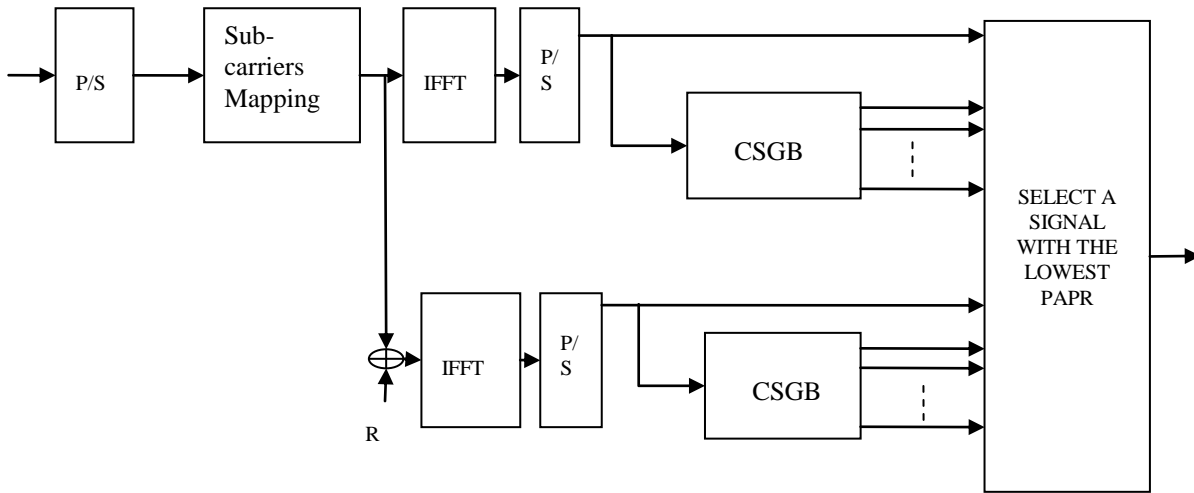 P/S
Sub-
carriers
Mapping
IFFT
P/
S
CSGB
SELECT A
SIGNAL
WITH THE
LOWEST
PAPR
IFFT
P/
S
CSGB
R